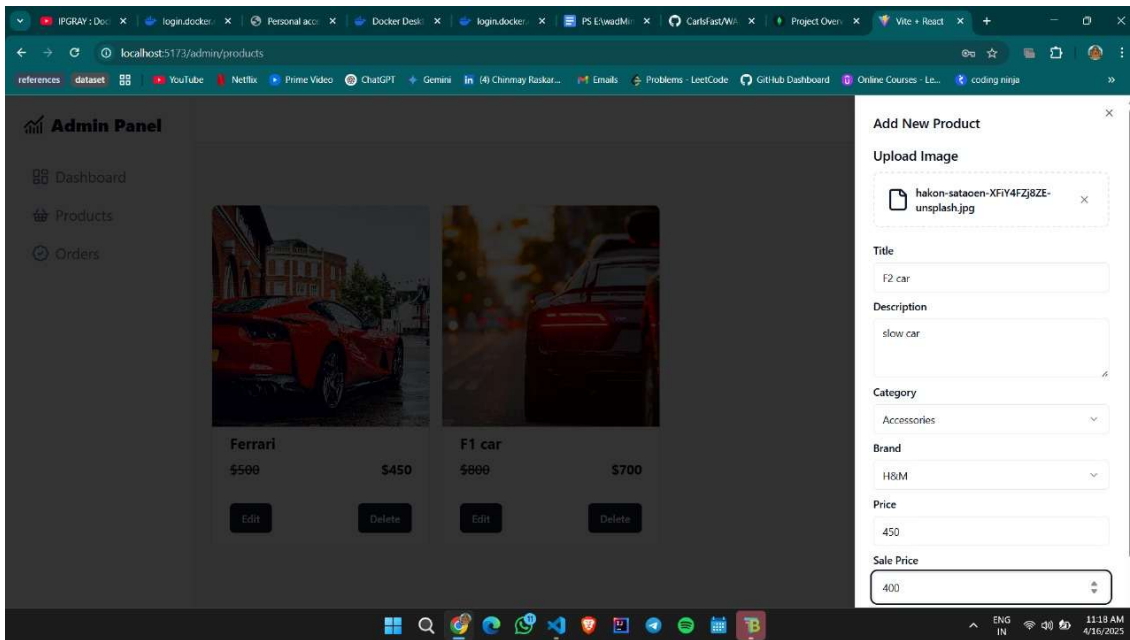 IPGRAY : Doc
login.docker.
Personal acc
Docker Desk
login.docker.
PS E:\wadMin
CarlsFast/WA
Project Over
Vite + React
localhost:5173/admin/products
references
dataset
YouTube
Netflix
Prime Video
ChatGPT
Gemini
(4) Chinmay Raskar...
Emails
Problems - LeetCode
GitHub Dashboard
Online Courses - Le...
coding ninja
»
Admin Panel
Dashboard
Products
Orders
Ferrari
$500 $450
Edit Delete
F1 car
$800 $700
Edit Delete
Add New Product
Upload Image
hakon-sataoen-XFiY4FZj8ZE-
unsplash.jpg
Title
F2 car
Description
slow car
Category
Accessories
Brand
H&M
Price
450
Sale Price
400
ENG
IN
11:18 AM
4/16/2025